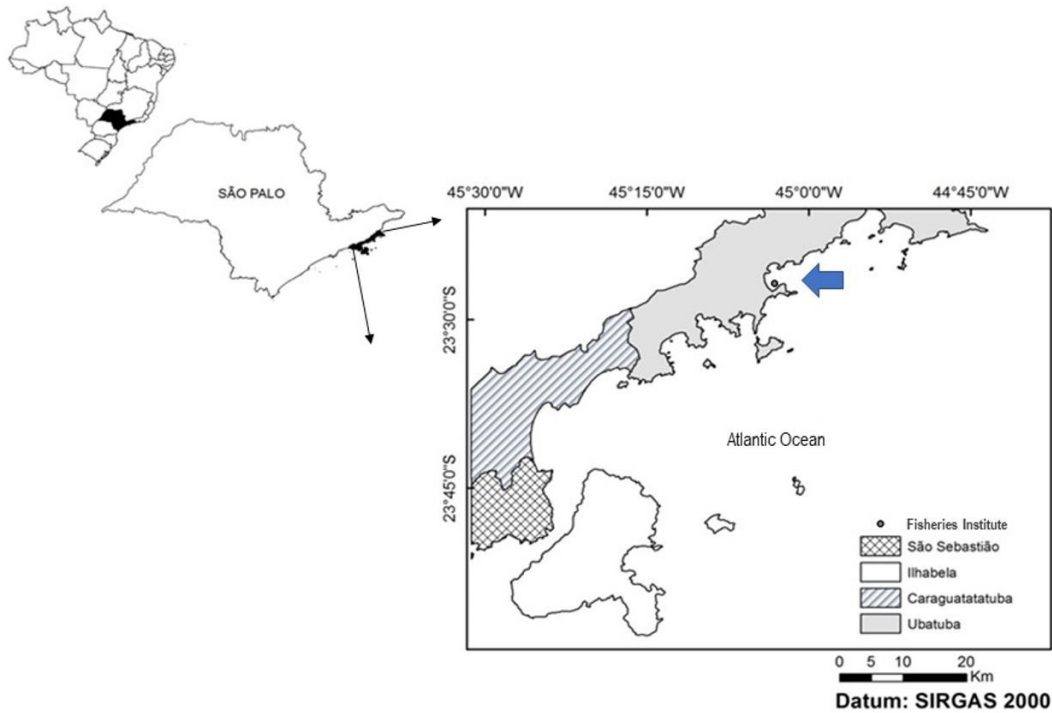 SÃO PALO
45°30'0"W 45°15'0"W 45°0'0"W 44°45'0"W
23°30'0"S
23°45'0"S
Atlantic Ocean
Fisheries Institute
São Sebastião
Ilhabela
Caraguatatatuba
Ubatuba
0 5 10 20
Km
Datum: SIRGAS 2000